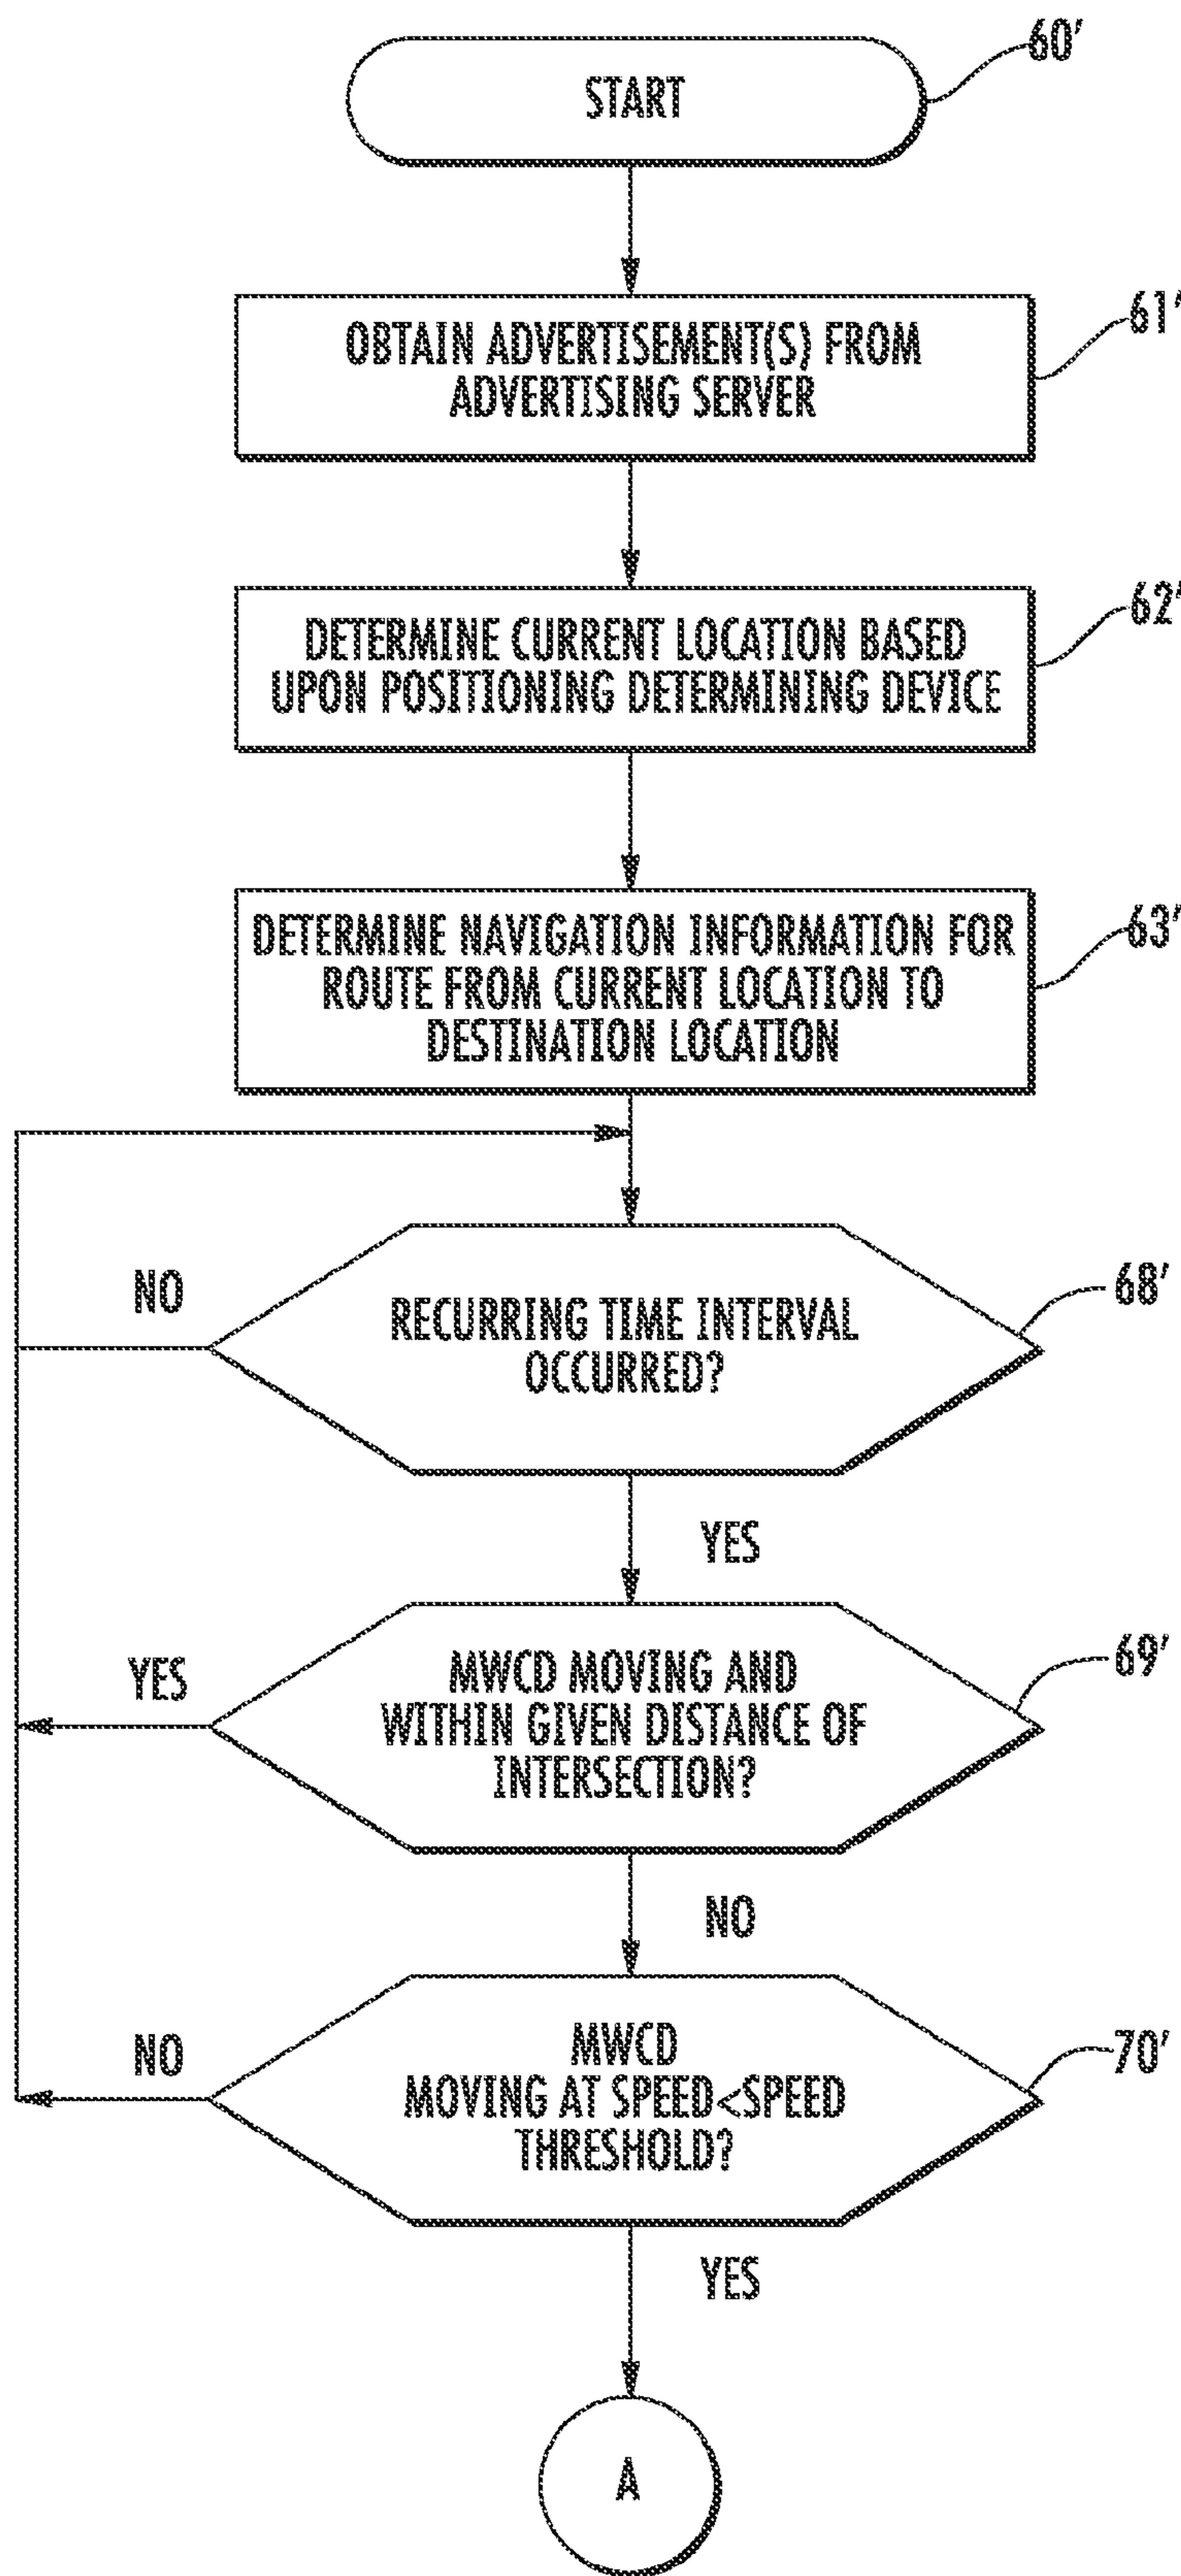 START
60'
OBTAIN ADVERTISEMENT(S) FROM
ADVERTISING SERVER
61'
DETERMINE CURRENT LOCATION BASED
UPON POSITIONING DETERMINING DEVICE
62'
DETERMINE NAVIGATION INFORMATION FOR
ROUTE FROM CURRENT LOCATION TO
DESTINATION LOCATION
63'
NO
RECURRING TIME INTERVAL
OCCURRED?
68'
YES
YES
MWCD MOVING AND
WITHIN GIVEN DISTANCE OF
INTERSECTION?
69'
NO
NO
MWCD
MOVING AT SPEED<SPEED
THRESHOLD?
70'
YES
A